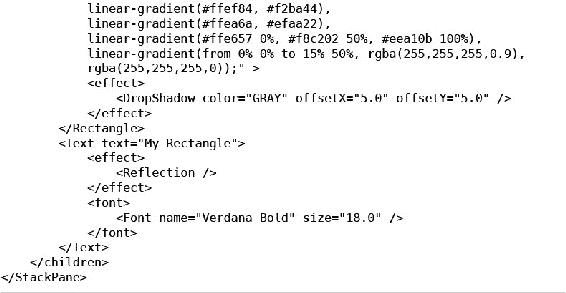 linear-gradient(#ffef84, #f2ba44),
linear-gradient(#ffea6a, #efaa22),
linear-gradient(#ffe657 0%, #f8c202 50%, #eea10b 100%),
linear-gradient(from 0% 0% to 15% 50%, rgba(255,255,255,0.9),
rgba(255,255,255,0));" >
<effect>
<DropShadow color="GRAY" offsetX="5.0" offsetY="5.0" />
</effect>
</Rectangle>
<Text text="My Rectangle">
<effect>
<Reflection />
</effect>
<font>
<Font name="Verdana Bold" size="18.0" />
</font>
</Text>
</children>
</StackPane>